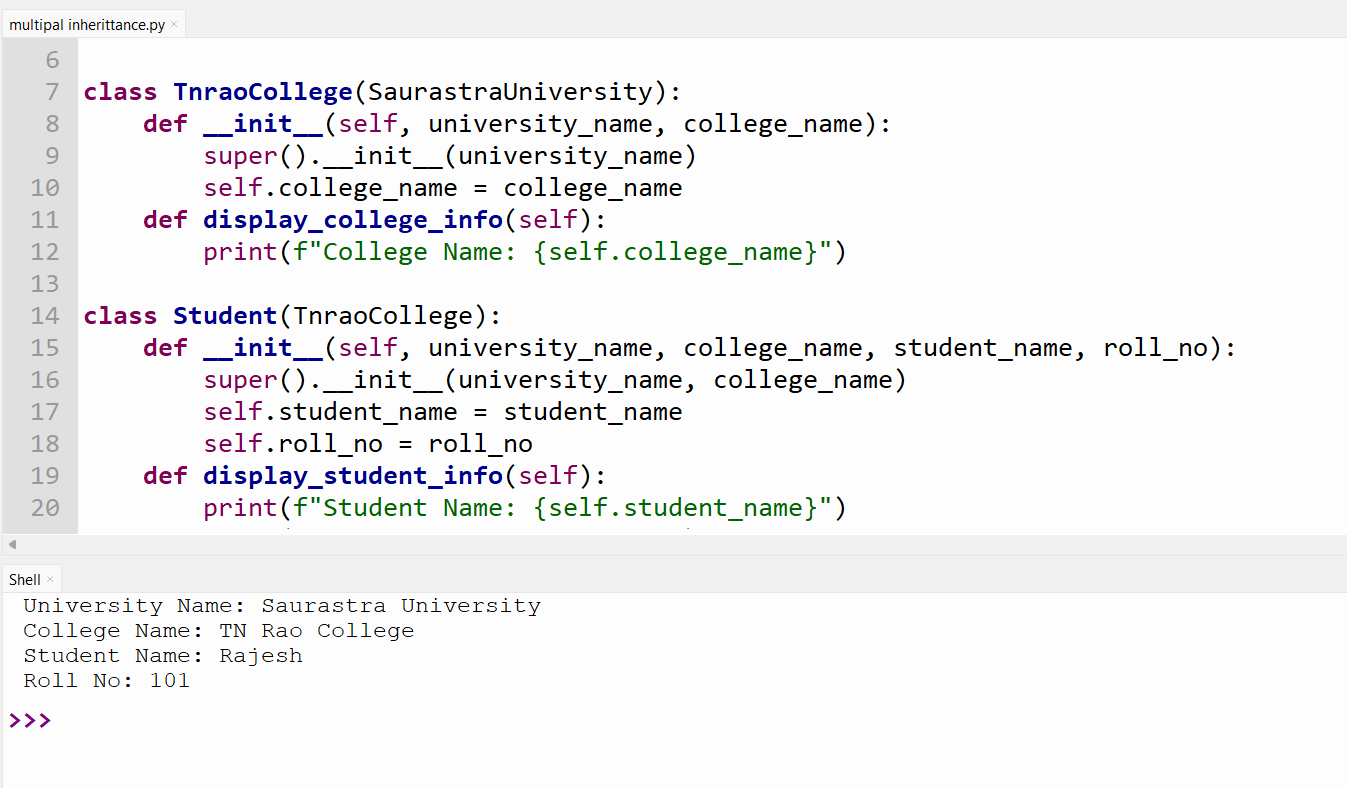 multipal inherittance.py ×
6
7 class TnraoCollege(SaurastraUniversity):
8     def __init__(self, university_name, college_name):
9         super().__init__(university_name)
10         self.college_name = college_name
11     def display_college_info(self):
12         print(f"College Name: {self.college_name}")
13
14 class Student(TnraoCollege):
15     def __init__(self, university_name, college_name, student_name, roll_no):
16         super().__init__(university_name, college_name)
17         self.student_name = student_name
18         self.roll_no = roll_no
19     def display_student_info(self):
20         print(f"Student Name: {self.student_name}")
Shell ×
University Name: Saurastra University
College Name: TN Rao College
Student Name: Rajesh
Roll No: 101
>>>